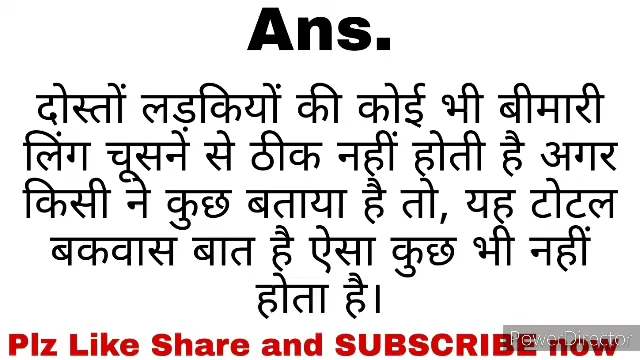 Ans.
दोस्तों लड़कियों की कोई भी बीमारी
लिंग चूसनें से ठीक नहीं होती है अगर
किसी ने कुछ बताया है तो, यह टोटल
बकवास बात है ऐसा कुछ भी नहीं
होता है।
PowerDirector
Plz Like Share and SUBSCRIBE now